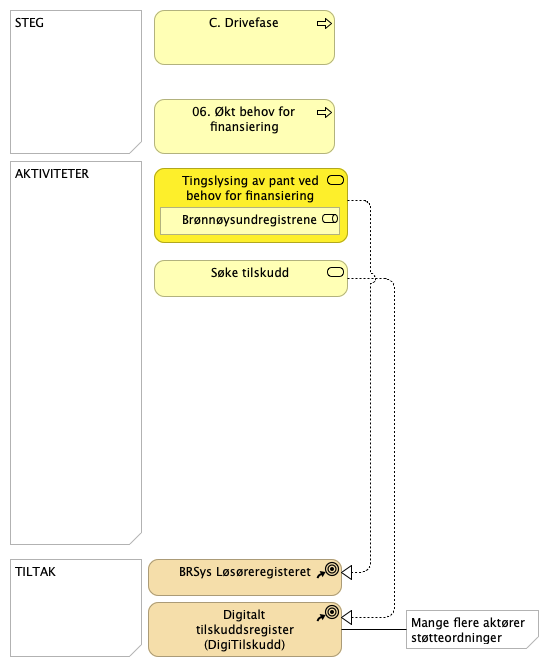 STEG
C. Drivefase
06. Økt behov for
finansiering
AKTIVITETER
Tingslysing av pant ved
behov for finansiering
Brønnøysundregistrene
Søke tilskudd
TILTAK
BRSys Løsøreregisteret
Digitalt
tilskuddsregister
(DigiTilskudd)
Mange flere aktører
støtteordninger